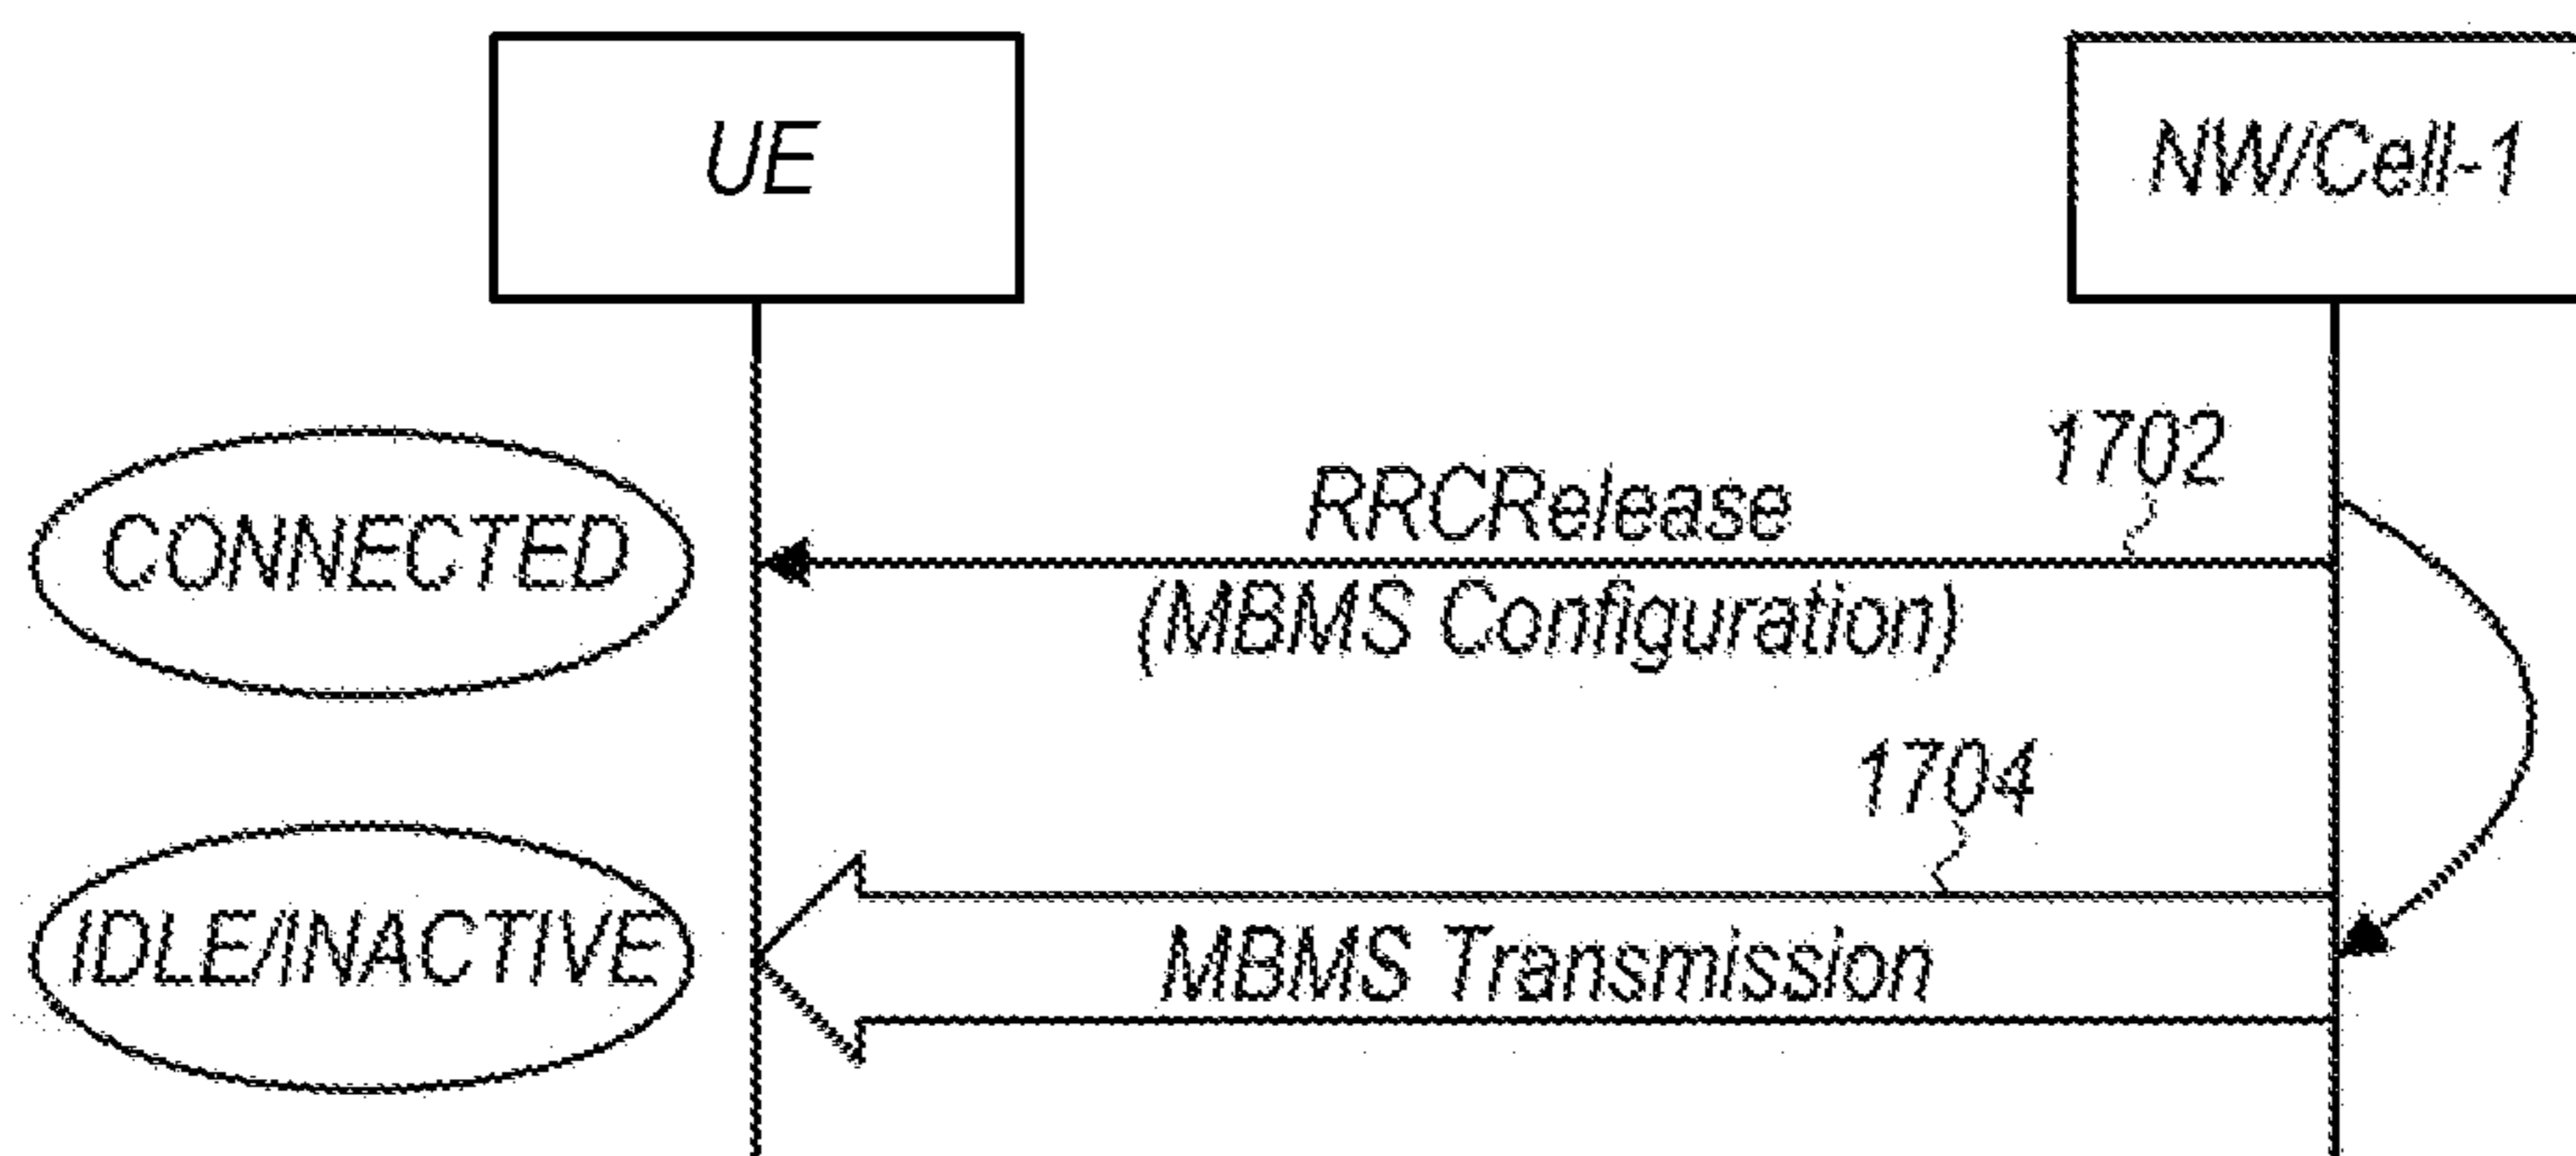 UE
NW/Cell-1
1702
RRCRelease
CONNECTED
(MBMS Configuration)
1704
IDLE/INACTIVE
MBMS Transmission